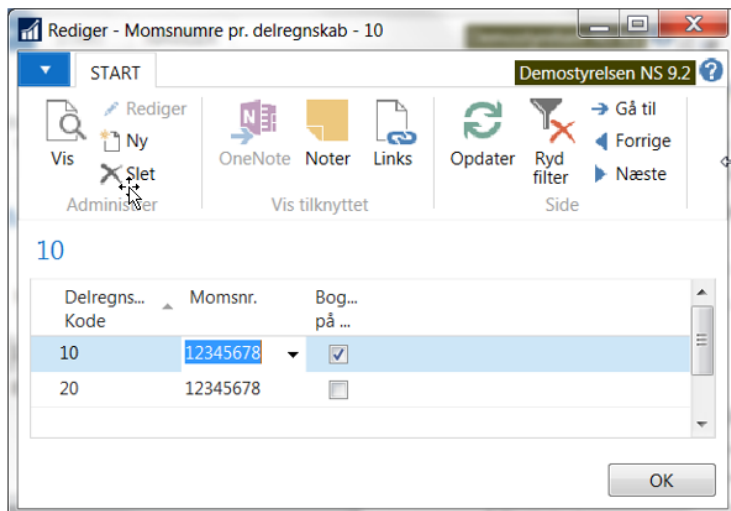 Rediger - Momsnumre pr. delregnskab - 10
START
Demostyrelsen NS 9.2
Vis
Rediger
Ny
Slet
Administrer
OneNote
Noter
Links
Vis tilknyttet
Opdater
Ryd filter
Gå til
Forrige
Næste
Side
10
Delregns... Kode
Momsnr.
Bog... på ...
10 12345678
20 12345678
OK